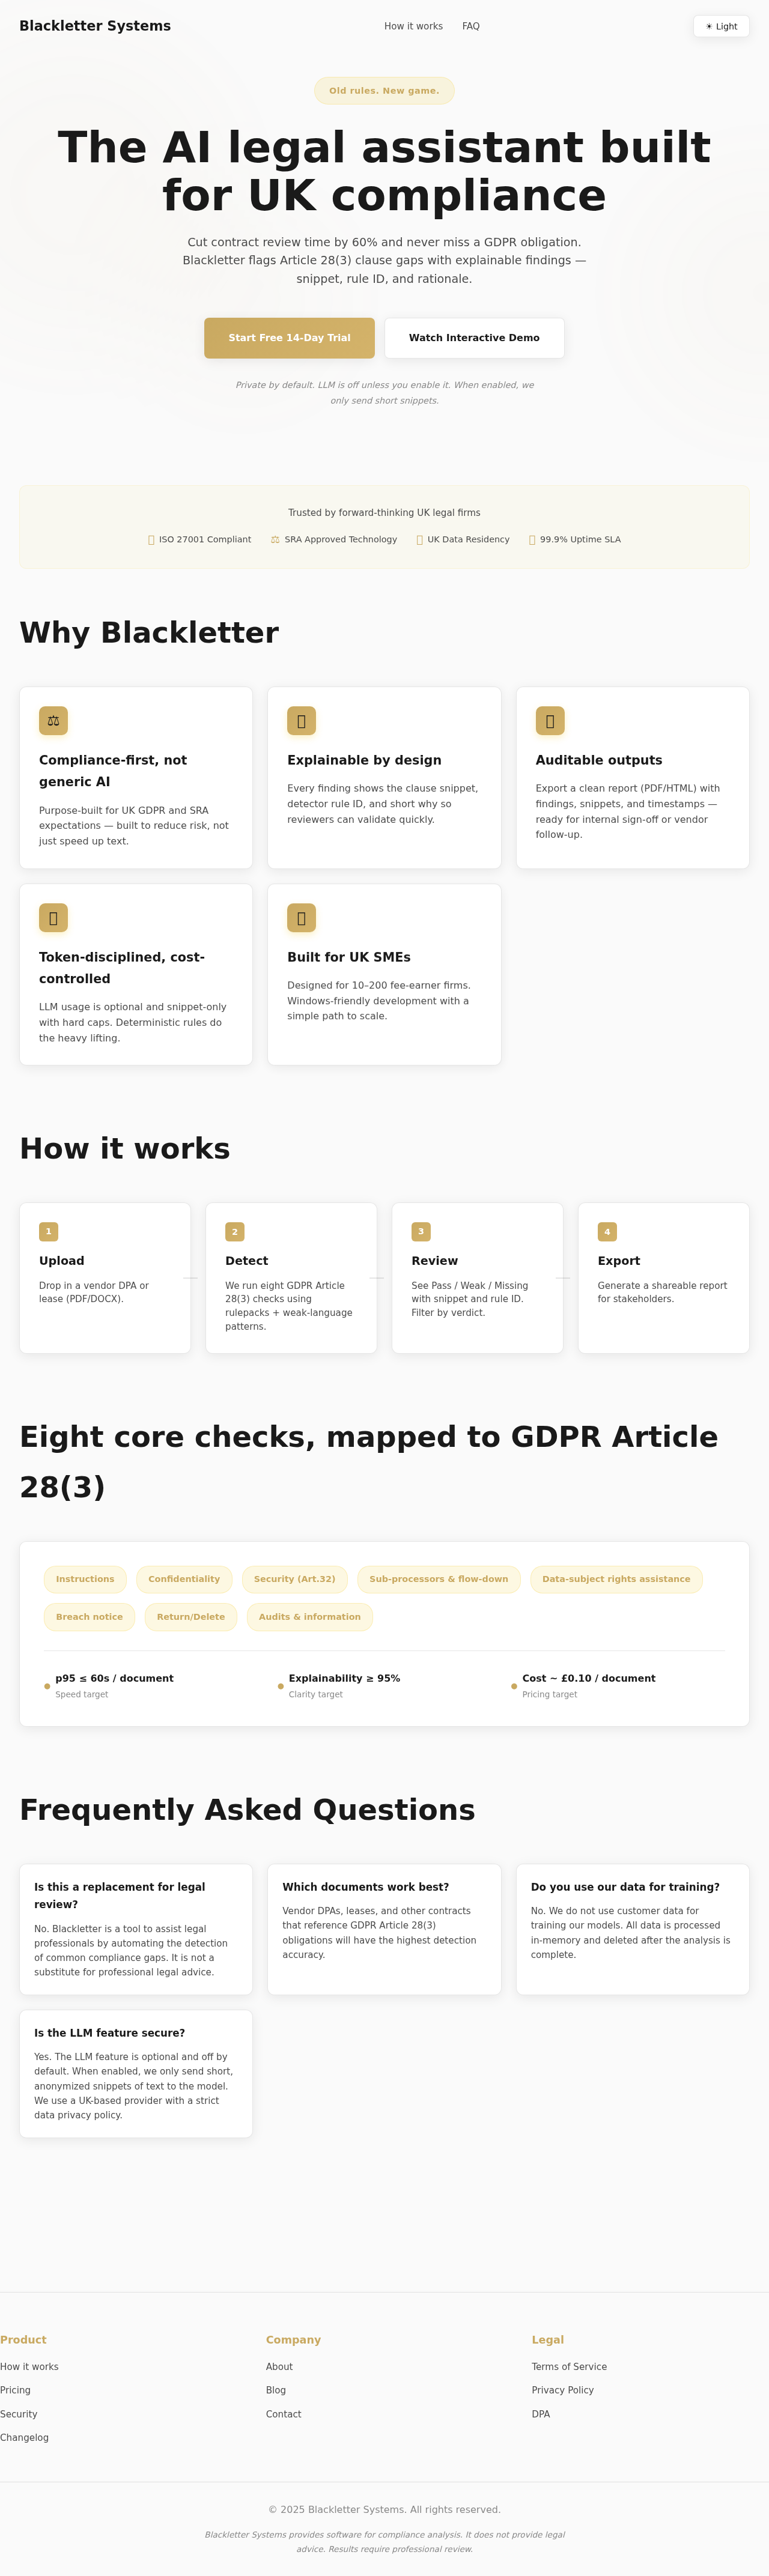 Blackletter Systems
How it works
FAQ
☀ Light
Old rules. New game.
The AI legal assistant built
for UK compliance
Cut contract review time by 60% and never miss a GDPR obligation.
Blackletter flags Article 28(3) clause gaps with explainable findings —
snippet, rule ID, and rationale.
Start Free 14-Day Trial
Watch Interactive Demo
Private by default. LLM is off unless you enable it. When enabled, we
only send short snippets.
Trusted by forward-thinking UK legal firms
ISO 27001 Compliant
⚖ SRA Approved Technology
UK Data Residency
99.9% Uptime SLA
Why Blackletter
⚖
Compliance-first, not
generic AI
Purpose-built for UK GDPR and SRA
expectations — built to reduce risk, not
just speed up text.
Explainable by design
Every finding shows the clause snippet,
detector rule ID, and short why so
reviewers can validate quickly.
Auditable outputs
Export a clean report (PDF/HTML) with
findings, snippets, and timestamps —
ready for internal sign-off or vendor
follow-up.
Token-disciplined, cost-
controlled
LLM usage is optional and snippet-only
with hard caps. Deterministic rules do
the heavy lifting.
Built for UK SMEs
Designed for 10–200 fee-earner firms.
Windows-friendly development with a
simple path to scale.
How it works
1
Upload
Drop in a vendor DPA or
lease (PDF/DOCX).
2
Detect
We run eight GDPR Article
28(3) checks using
rulepacks + weak-language
patterns.
3
Review
See Pass / Weak / Missing
with snippet and rule ID.
Filter by verdict.
4
Export
Generate a shareable report
for stakeholders.
Eight core checks, mapped to GDPR Article
28(3)
Instructions
Confidentiality
Security (Art.32)
Sub-processors & flow-down
Data-subject rights assistance
Breach notice
Return/Delete
Audits & information
p95 ≤ 60s / document
Speed target
Explainability ≥ 95%
Clarity target
Cost ~ £0.10 / document
Pricing target
Frequently Asked Questions
Is this a replacement for legal
review?
No. Blackletter is a tool to assist legal
professionals by automating the detection
of common compliance gaps. It is not a
substitute for professional legal advice.
Which documents work best?
Vendor DPAs, leases, and other contracts
that reference GDPR Article 28(3)
obligations will have the highest detection
accuracy.
Do you use our data for training?
No. We do not use customer data for
training our models. All data is processed
in-memory and deleted after the analysis is
complete.
Is the LLM feature secure?
Yes. The LLM feature is optional and off by
default. When enabled, we only send short,
anonymized snippets of text to the model.
We use a UK-based provider with a strict
data privacy policy.
Product
How it works
Pricing
Security
Changelog
Company
About
Blog
Contact
Legal
Terms of Service
Privacy Policy
DPA
© 2025 Blackletter Systems. All rights reserved.
Blackletter Systems provides software for compliance analysis. It does not provide legal
advice. Results require professional review.